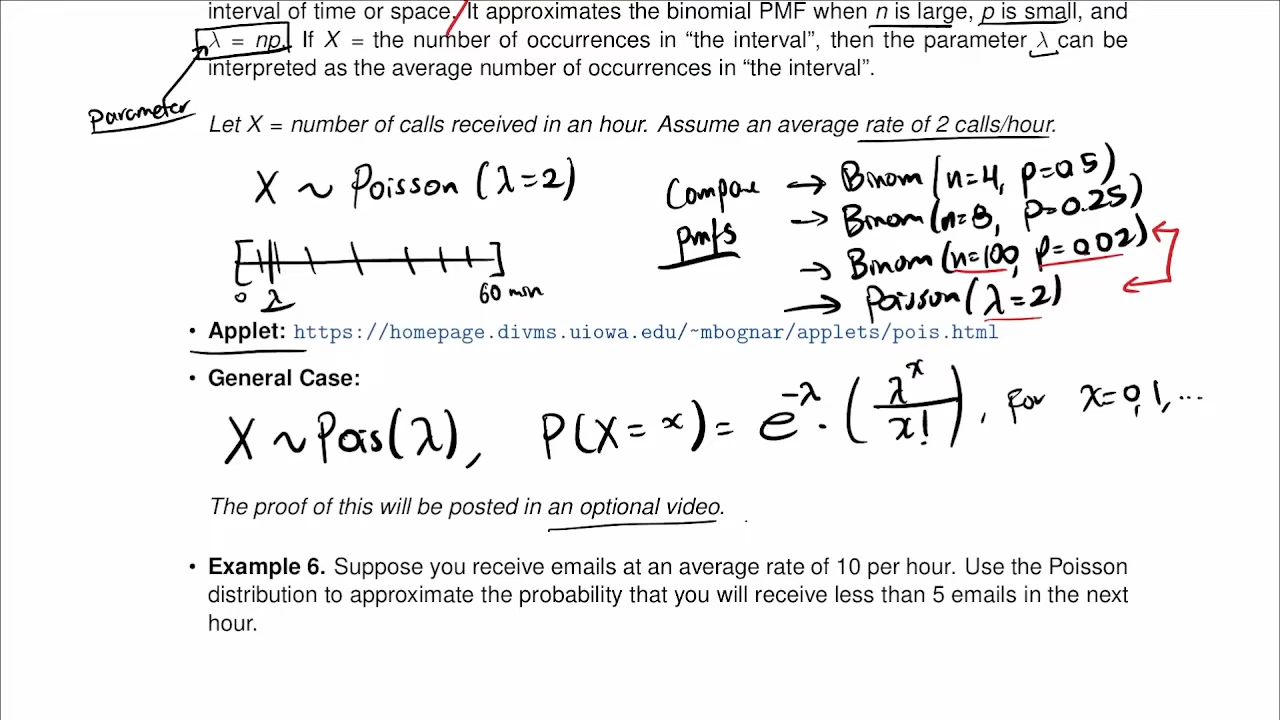 interval of time or space. It approximates the binomial PMF when n is large, p is small, and
λ = np. If X = the number of occurrences in “the interval”, then the parameter λ can be
interpreted as the average number of occurrences in “the interval”.
parameter
Let X = number of calls received in an hour. Assume an average rate of 2 calls/hour.
X ~ Poisson (λ=2)
Compare pmfs
→ Binom (n=4, p=0.5)
→ Binom (n=8, p=0.25)
→ Binom (n=100, p=0.02)
→ Poisson (λ=2)
0 λ 60 min
• Applet: https://homepage.divms.uiowa.edu/~mbognar/applets/pois.html
• General Case:
X ~ Pois(λ), P(X = x) = e^-λ · (λ^x / x!), for x=0,1,...
The proof of this will be posted in an optional video.
• Example 6. Suppose you receive emails at an average rate of 10 per hour. Use the Poisson
distribution to approximate the probability that you will receive less than 5 emails in the next
hour.